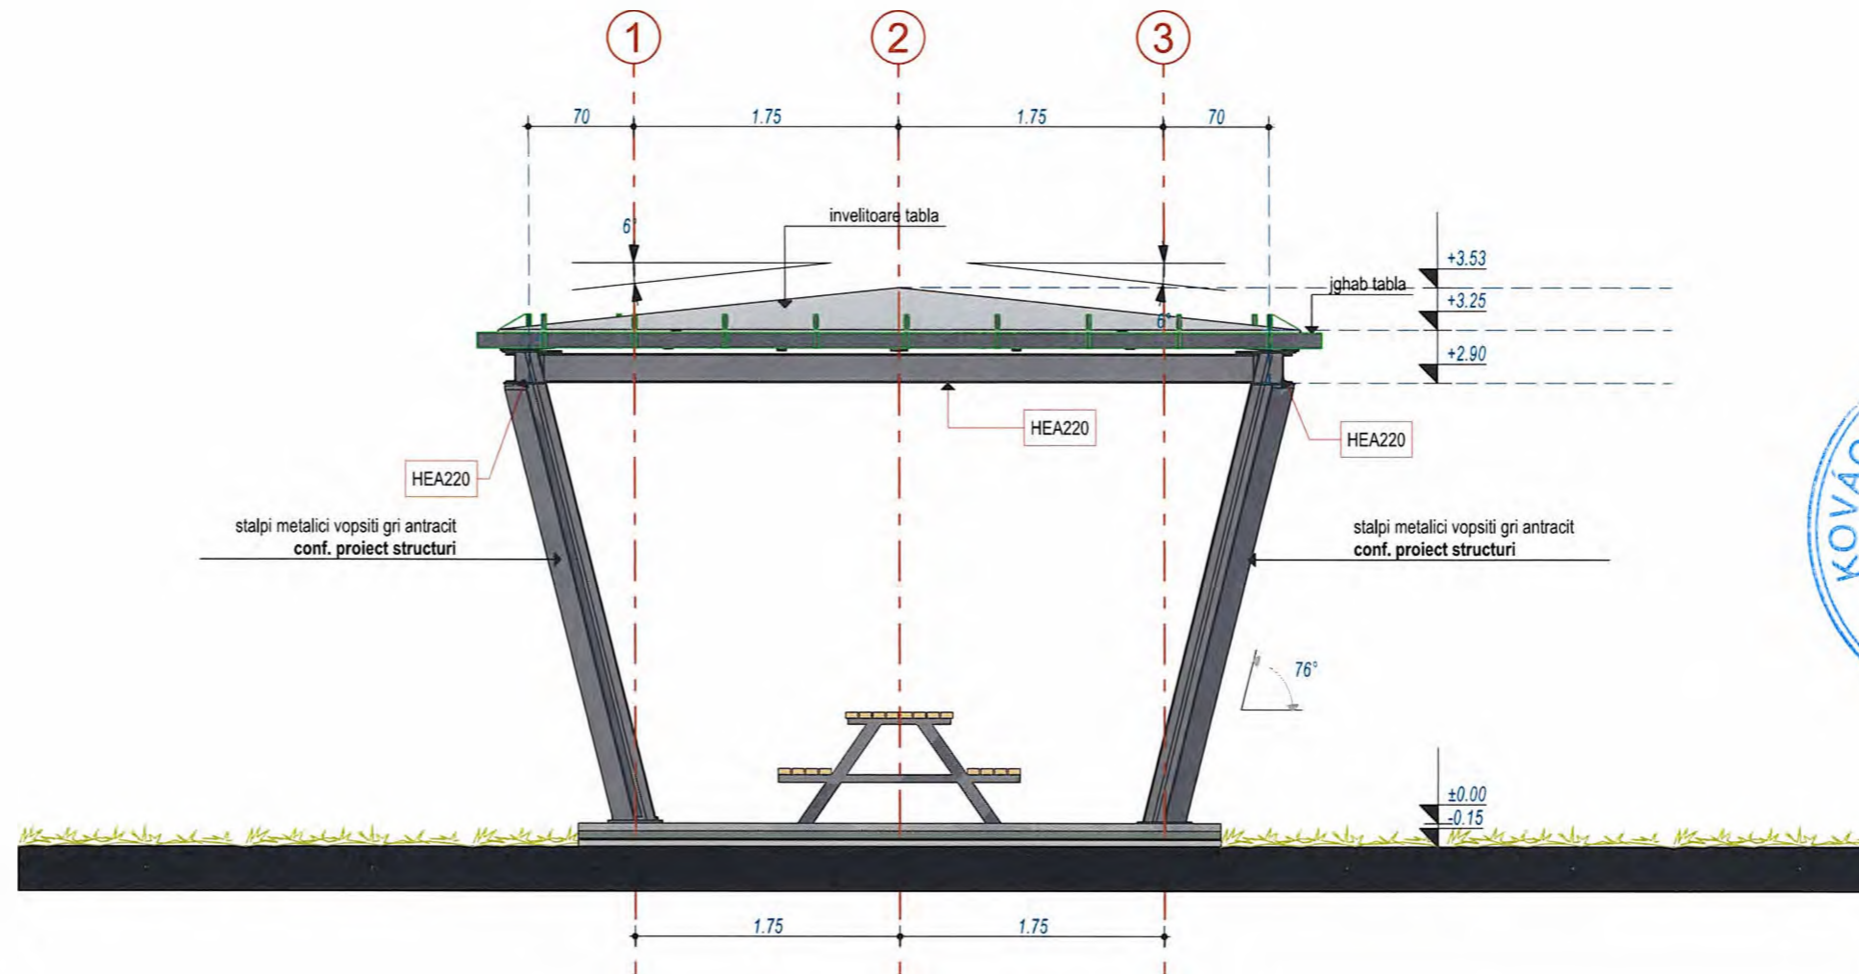 1 2 3
70 1.75 1.75 70
invelitoare tabla
6°
+3.53
jghab tabla
+3.25
6°
+2.90
HEA220
HEA220
HEA220
stalpi metalici vopsiti gri antracit
conf. proiect structuri
stalpi metalici vopsiti gri antracit
conf. proiect structuri
KOVÁC
76°
±0.00
-0.15
1.75 1.75